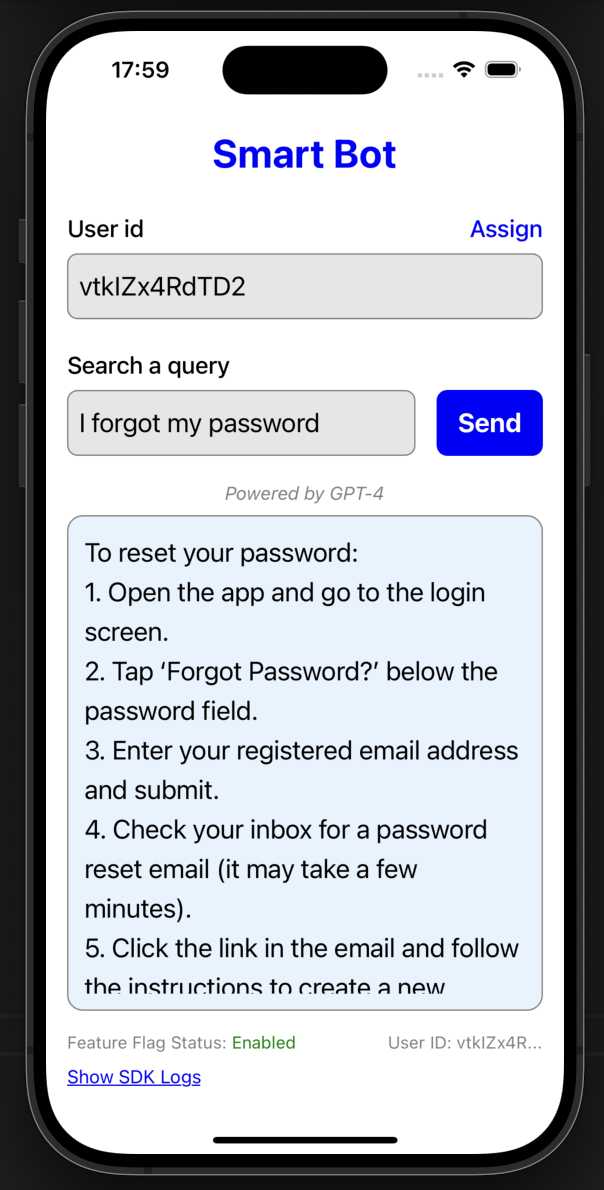 17:59
Smart Bot
User id
Assign
vtkIZx4RdTD2
Search a query
I forgot my password
Send
Powered by GPT-4
To reset your password:
1. Open the app and go to the login
screen.
2. Tap ‘Forgot Password?’ below the
password field.
3. Enter your registered email address
and submit.
4. Check your inbox for a password
reset email (it may take a few
minutes).
5. Click the link in the email and follow
the instructions to create a new
Feature Flag Status: Enabled
User ID: vtkIZx4R...
Show SDK Logs